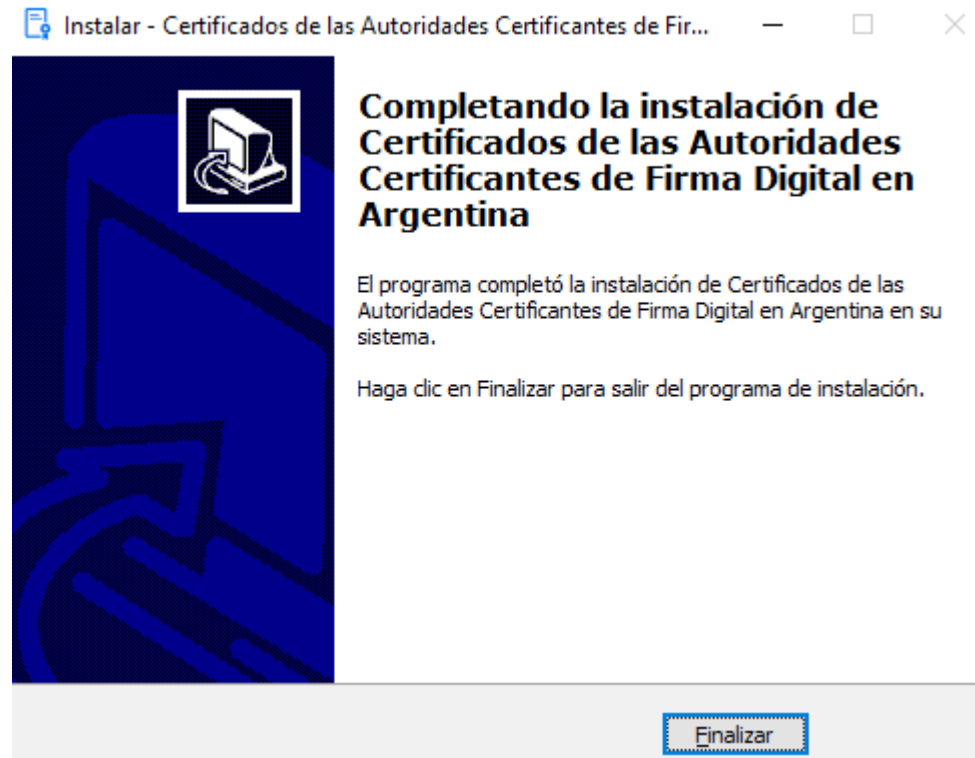 Instalar - Certificados de las Autoridades Certificantes de Fir...
Completando la instalación de
Certificados de las Autoridades
Certificantes de Firma Digital en
Argentina
El programa completó la instalación de Certificados de las
Autoridades Certificantes de Firma Digital en Argentina en su
sistema.
Haga clic en Finalizar para salir del programa de instalación.
Finalizar